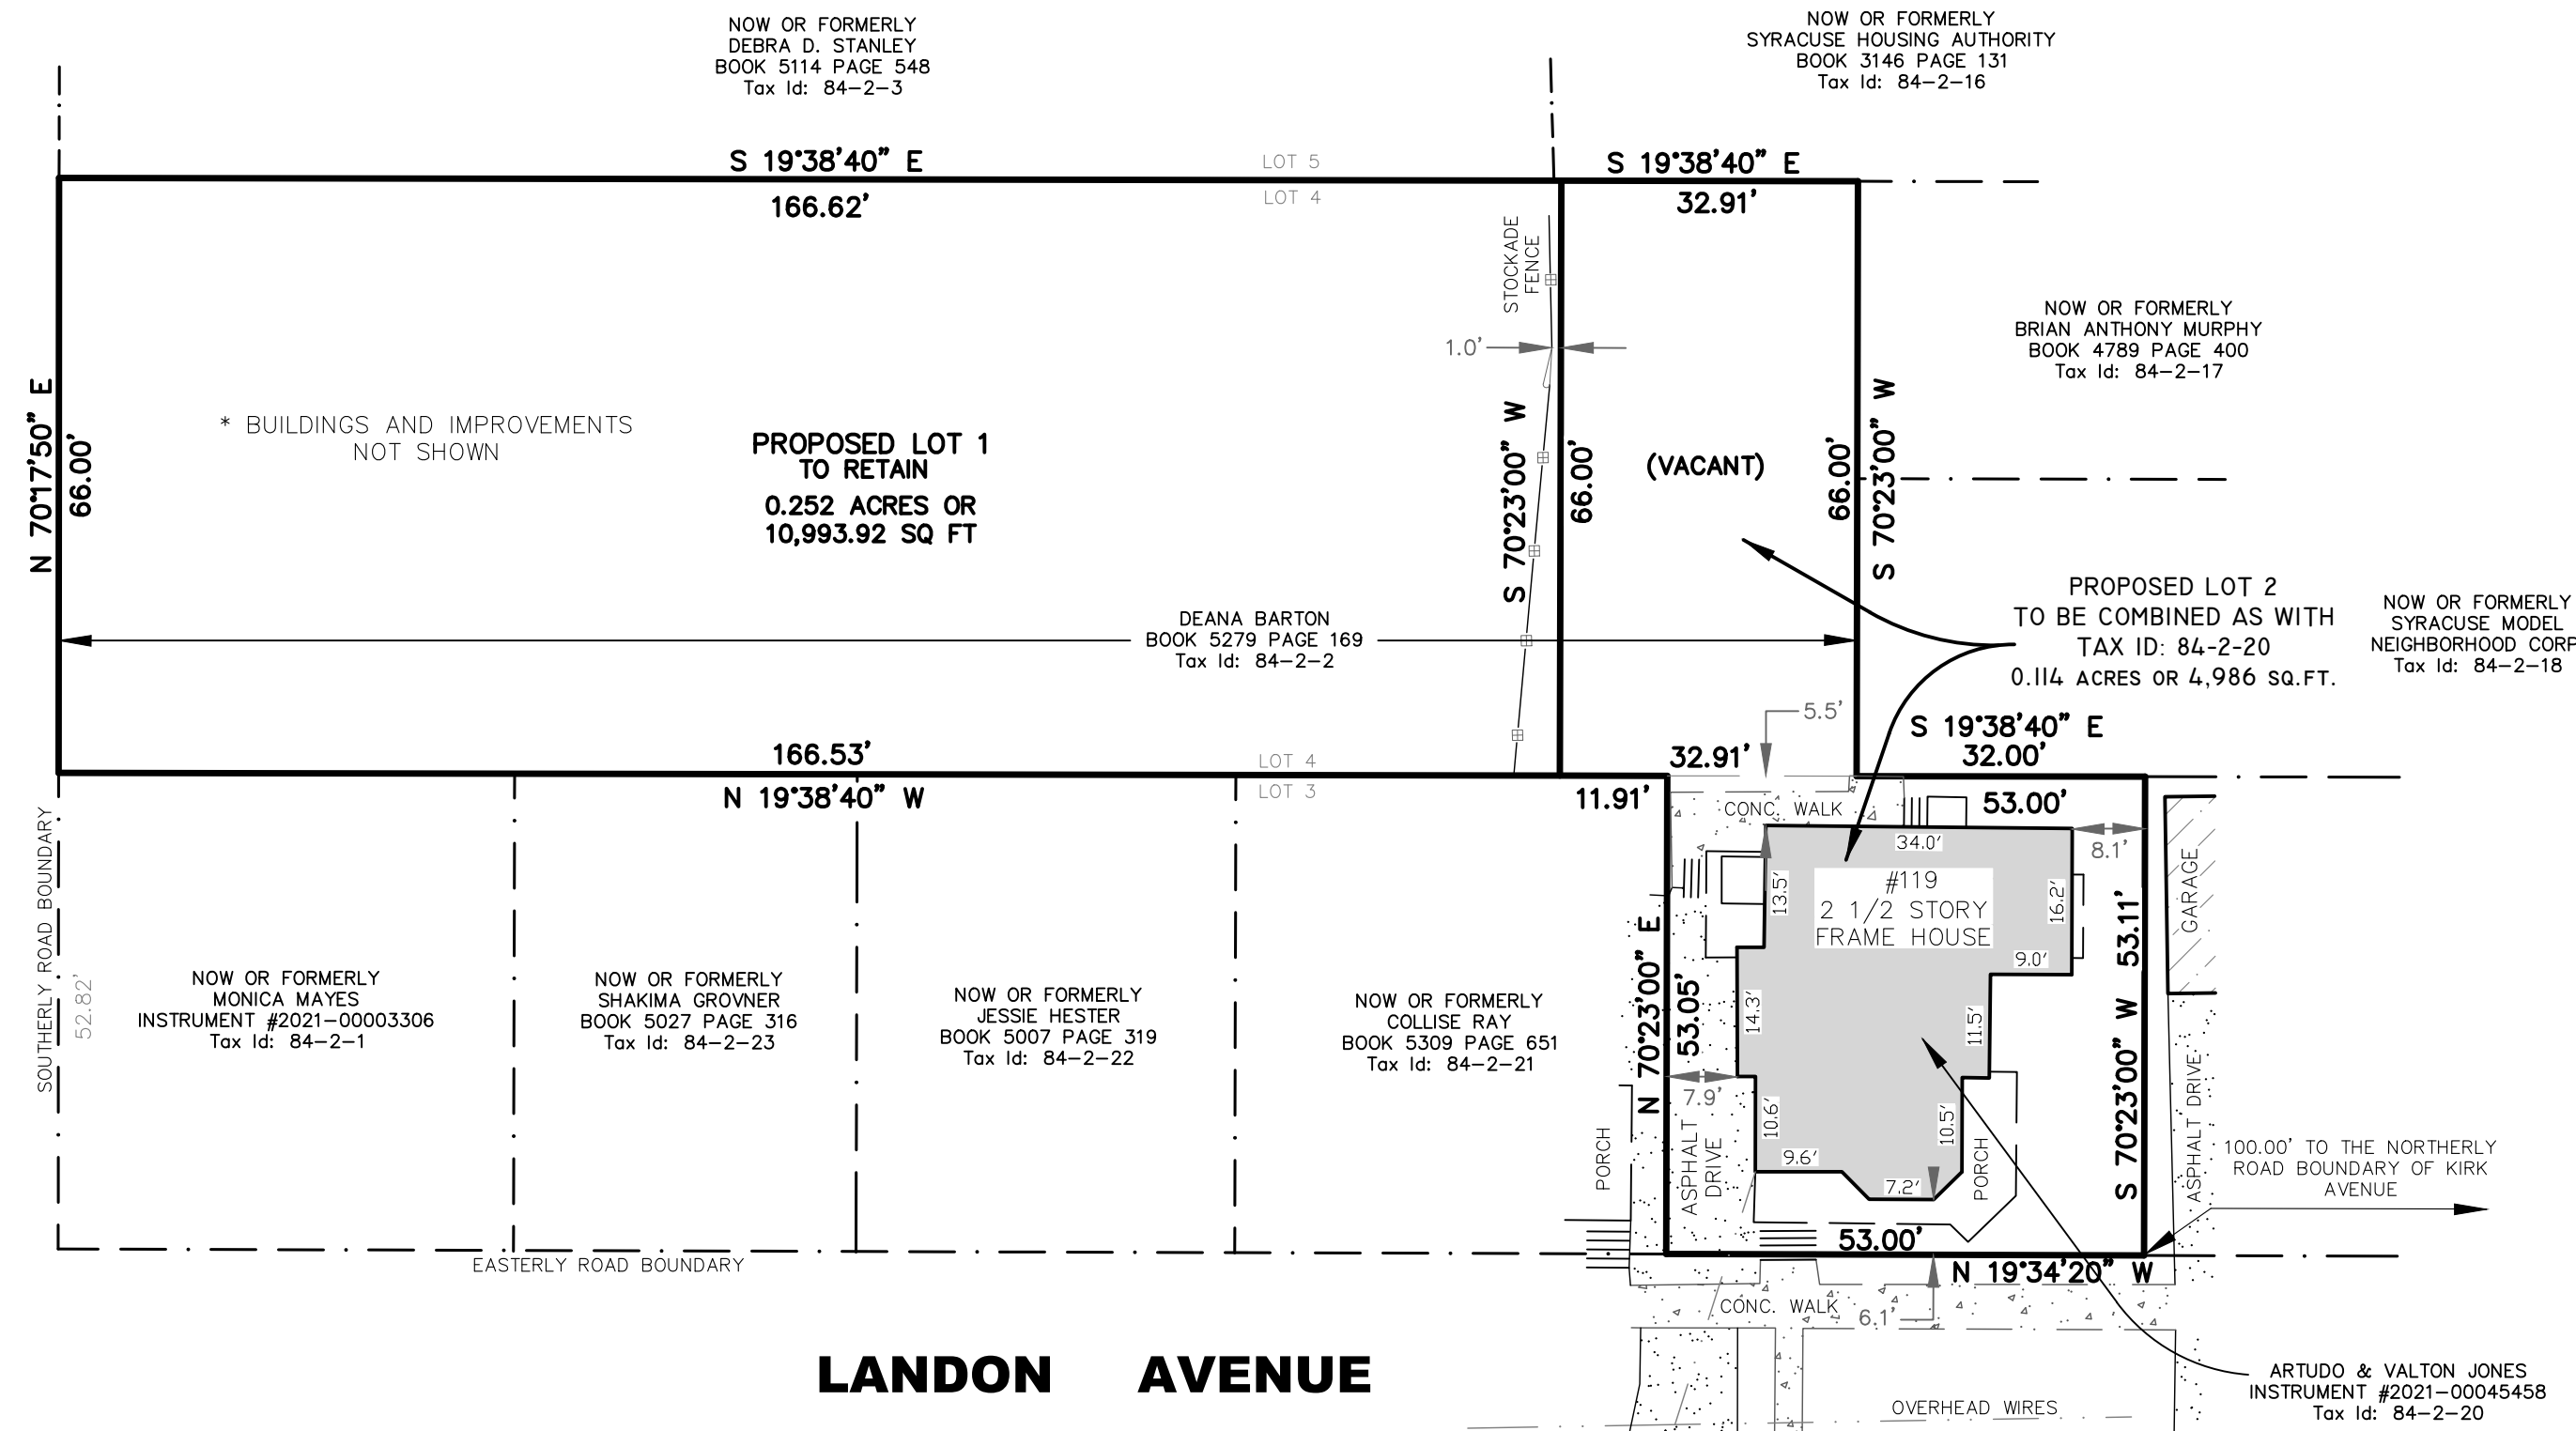 NOW OR FORMERLY
DEBRA D. STANLEY
BOOK 5114 PAGE 548
Tax Id: 84-2-3
NOW OR FORMERLY
SYRACUSE HOUSING AUTHORITY
BOOK 3146 PAGE 131
Tax Id: 84-2-16
S 19°38'40" E
166.62'
LOT 5
LOT 4
S 19°38'40" E
32.91'
STOCKADE
FENCE
1.0'
NOW OR FORMERLY
BRIAN ANTHONY MURPHY
BOOK 4789 PAGE 400
Tax Id: 84-2-17
N 70°17'50" E
66.00'
* BUILDINGS AND IMPROVEMENTS
NOT SHOWN
PROPOSED LOT 1
TO RETAIN
0.252 ACRES OR
10,993.92 SQ FT
S 70°23'00" W
66.00'
(VACANT)
66.00'
S 70°23'00" W
DEANA BARTON
BOOK 5279 PAGE 169
Tax Id: 84-2-2
PROPOSED LOT 2
TO BE COMBINED AS WITH
TAX ID: 84-2-20
0.114 ACRES OR 4,986 SQ.FT.
NOW OR FORMERLY
SYRACUSE MODEL
NEIGHBORHOOD CORP
Tax Id: 84-2-18
5.5'
S 19°38'40" E
32.00'
166.53'
N 19°38'40" W
LOT 4
LOT 3
32.91'
11.91'
53.00'
CONC. WALK
34.0'
8.1'
#119
2 1/2 STORY
FRAME HOUSE
13.5'
16.2'
9.0'
GARAGE
SOUTHERLY ROAD BOUNDARY
52.82'
NOW OR FORMERLY
MONICA MAYES
INSTRUMENT #2021-00003306
Tax Id: 84-2-1
NOW OR FORMERLY
SHAKIMA GROVNER
BOOK 5027 PAGE 316
Tax Id: 84-2-23
NOW OR FORMERLY
JESSIE HESTER
BOOK 5007 PAGE 319
Tax Id: 84-2-22
NOW OR FORMERLY
COLLISE RAY
BOOK 5309 PAGE 651
Tax Id: 84-2-21
N 70°23'00" E
53.05'
14.3'
11.5'
S 70°23'00" W 53.11'
7.9'
10.6'
10.5'
9.6'
7.2'
PORCH
ASPHALT
DRIVE
PORCH
ASPHALT DRIVE
100.00' TO THE NORTHERLY
ROAD BOUNDARY OF KIRK
AVENUE
53.00'
EASTERLY ROAD BOUNDARY
N 19°34'20" W
CONC. WALK
6.1'
LANDON AVENUE
ARTUDO & VALTON JONES
INSTRUMENT #2021-00045458
Tax Id: 84-2-20
OVERHEAD WIRES